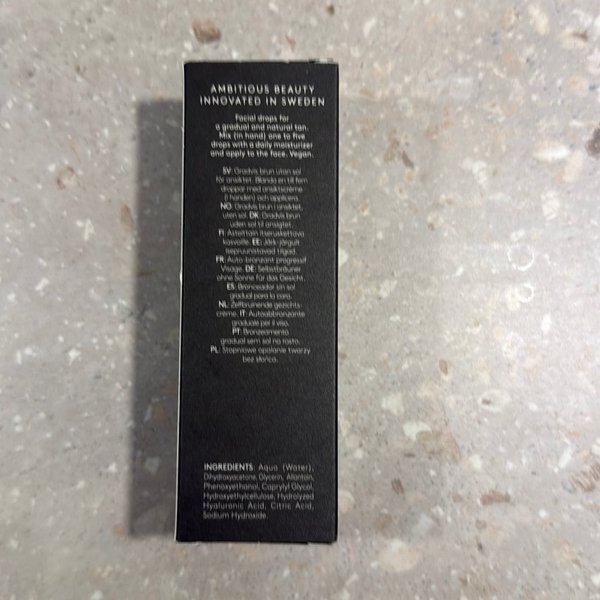 AMBITIOUS BEAUTY
INNOVATED IN SWEDEN
Facial drops for
a gradual and natural tan.
Mix (in hand) one to five
drops with a daily moisturizer
and apply to the face. Vegan.
SV: Gradvis brun utan sol
för ansiktet. Blanda en till fem
droppar med ansiktscrème
(i handen) och applicera.
NO: Gradvis brun i ansiktet,
uten sol. DK: Gradvis brun
uden sol til ansigtet.
FI: Asteittain itseruskettava
kasvoille. EE: Järk-järgult
isepruunistavad tilgad.
FR: Auto-bronzant progressif
Visage. DE: Selbstbräuner
ohne Sonne für das Gesicht.
ES: Bronceador sin sol
gradual para la cara.
NL: Zelfbruinende gezichts-
crème. IT: Autoabbronzante
graduale per il viso.
PT: Bronzeamento
gradual sem sol no rosto.
PL: Stopniowe opalanie twarzy
bez słońca.
INGREDIENTS: Aqua (Water),
Dihydroxyacetone, Glycerin, Allantoin,
Phenoxyethanol, Caprylyl Glycol,
Hydroxyethylcellulose, Hydrolyzed
Hyaluronic Acid, Citric Acid,
Sodium Hydroxide.